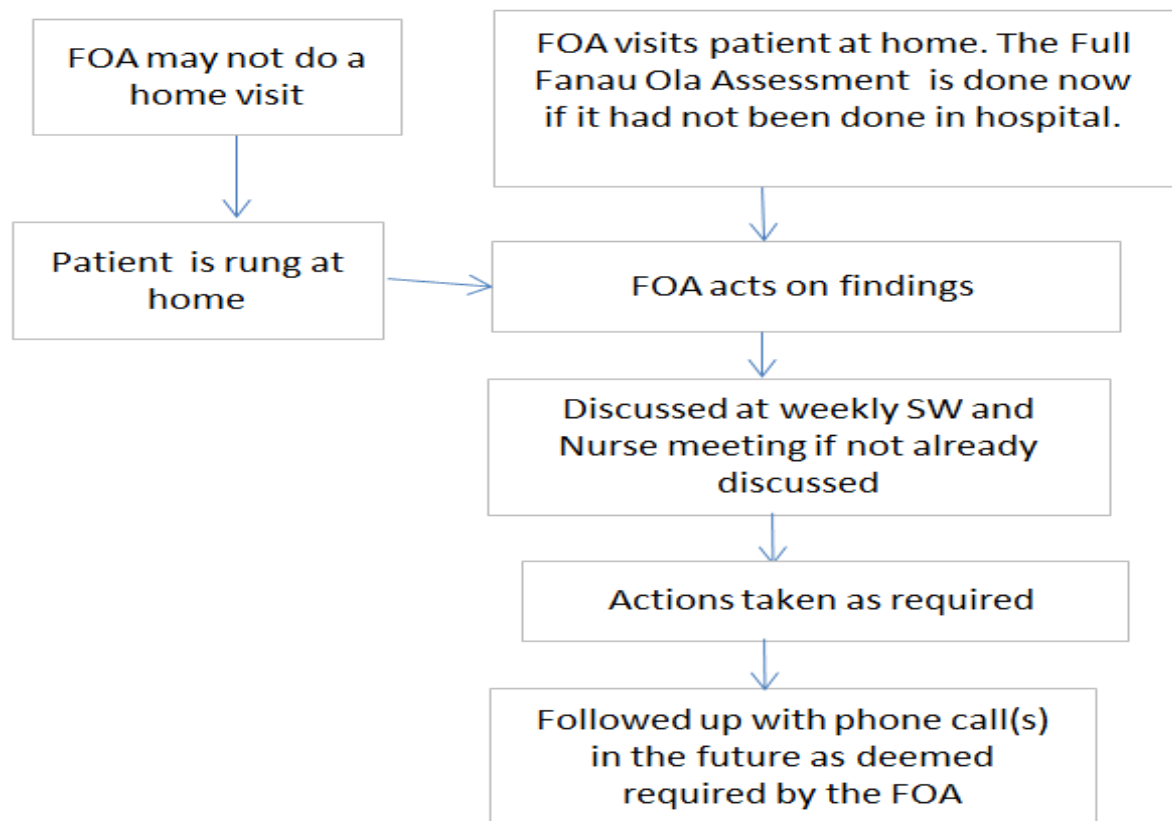 FOA may not do a
home visit
FOA visits patient at home. The Full
Fanau Ola Assessment is done now
if it had not been done in hospital.
Patient is rung at
home
FOA acts on findings
Discussed at weekly SW and
Nurse meeting if not already
discussed
Actions taken as required
Followed up with phone call(s)
in the future as deemed
required by the FOA